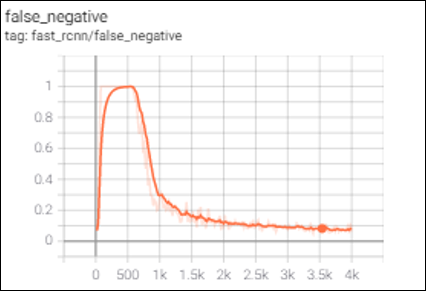 false_negative
tag: fast_rcnn/false_negative
1
0.8
0.6
0.4
0.2
0
0 500 1k 1.5k 2k 2.5k 3k 3.5k 4k